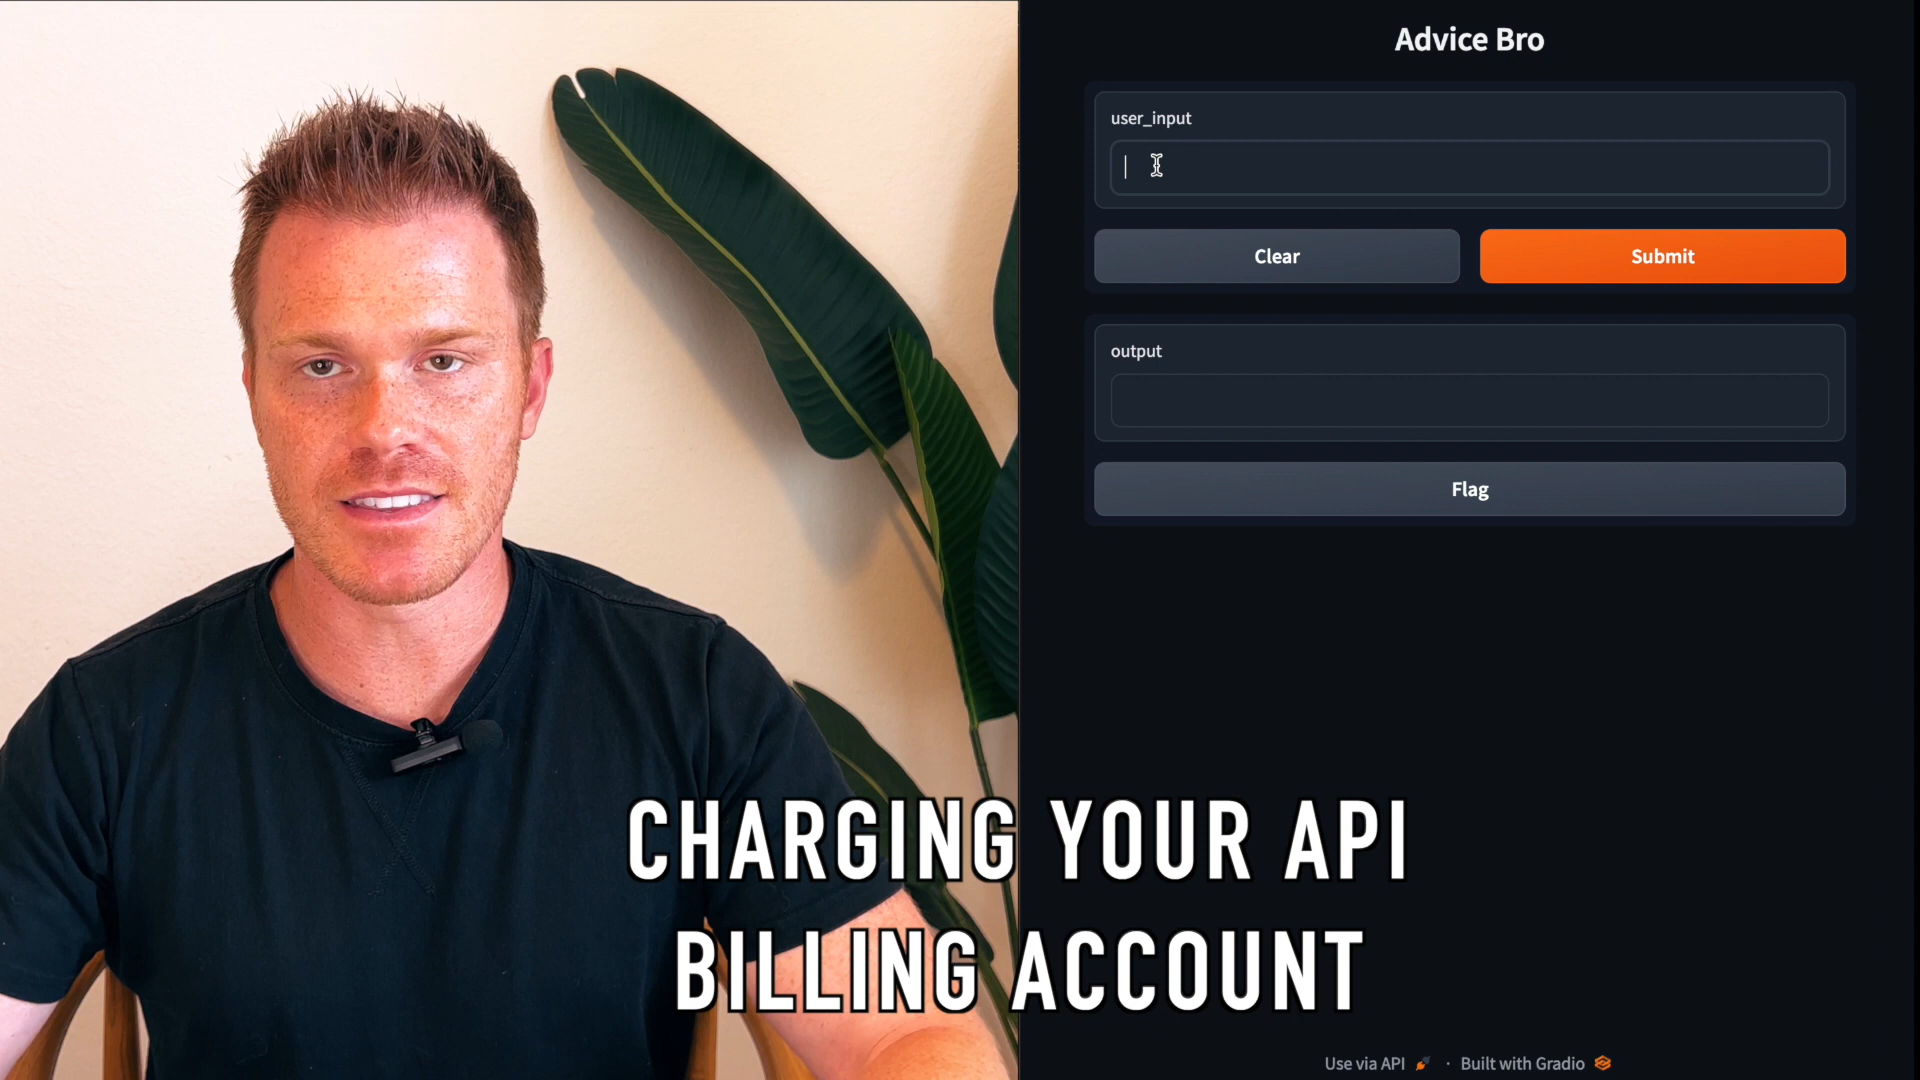 Advice Bro
user_input
Clear
Submit
output
Flag
CHARGING YOUR API
BILLING ACCOUNT
Use via API · Built with Gradio